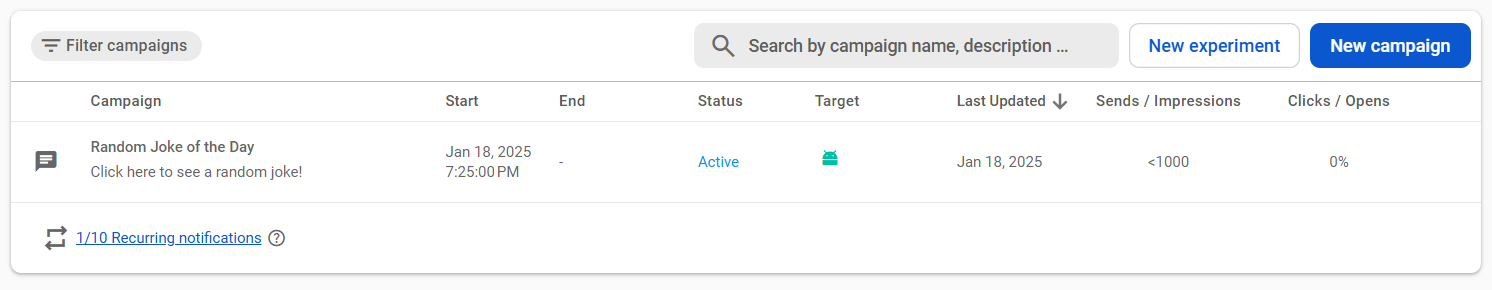 Filter campaigns
Search by campaign name, description ...
New experiment
New campaign
Campaign Start End Status Target Last Updated Sends / Impressions Clicks / Opens
Random Joke of the Day
Click here to see a random joke!
Jan 18, 2025
7:25:00 PM
-
Active
Jan 18, 2025
<1000
0%
1/10 Recurring notifications